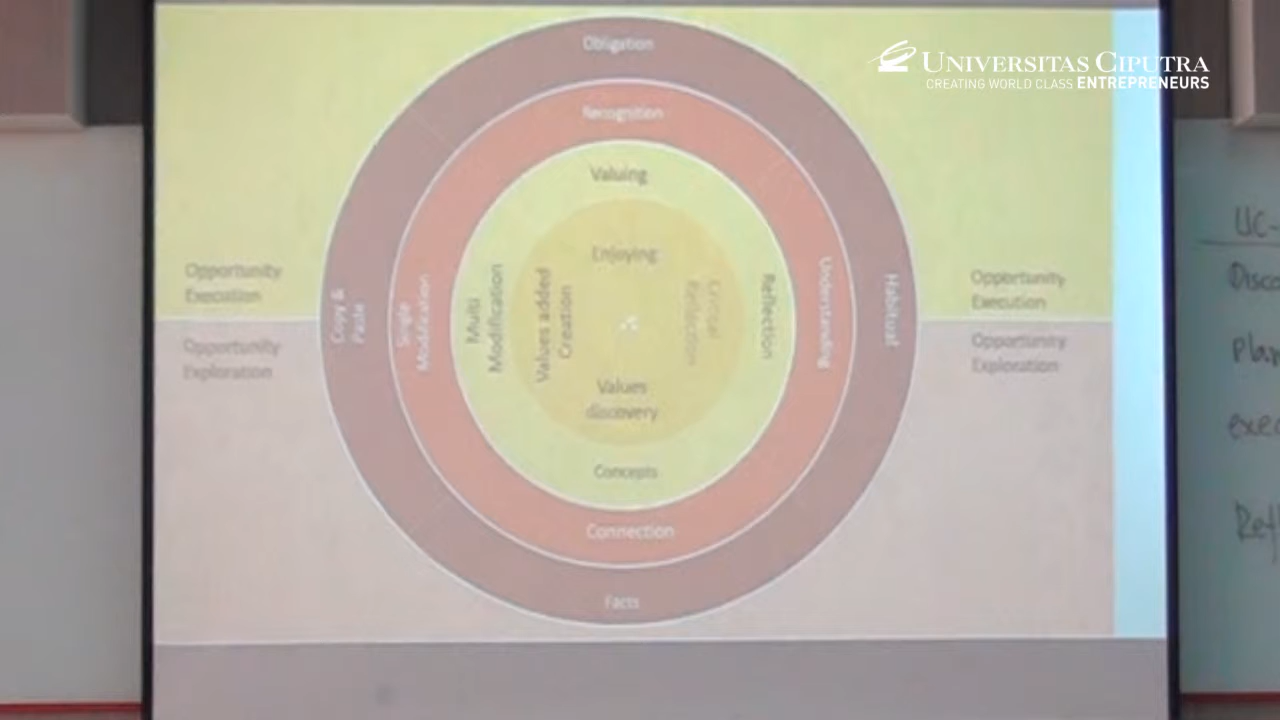 Obligation
UNIVERSITAS CIPUTRA
CREATING WORLD CLASS ENTREPRENEURS
Recognition
Valuing
Enjoying
Opportunity
Execution
Opportunity
Exploration
Copy &
Paste
Single
Modification
Multi
Modification
Values added
Creation
Critical
Reflection
Reflection
Understanding
Habitual
Opportunity
Execution
Opportunity
Exploration
Values
discovery
Concepts
Connection
Facts
UC-